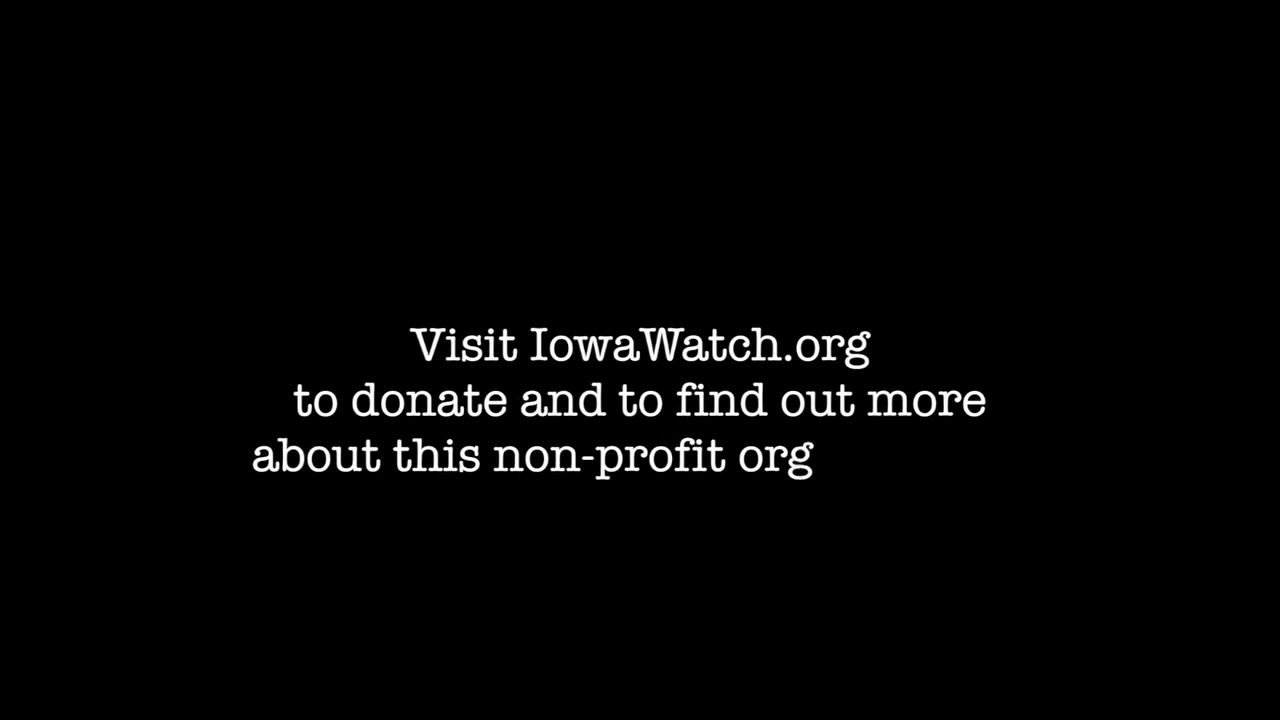 Visit IowaWatch.org
to donate and to find out more
about this non-profit org